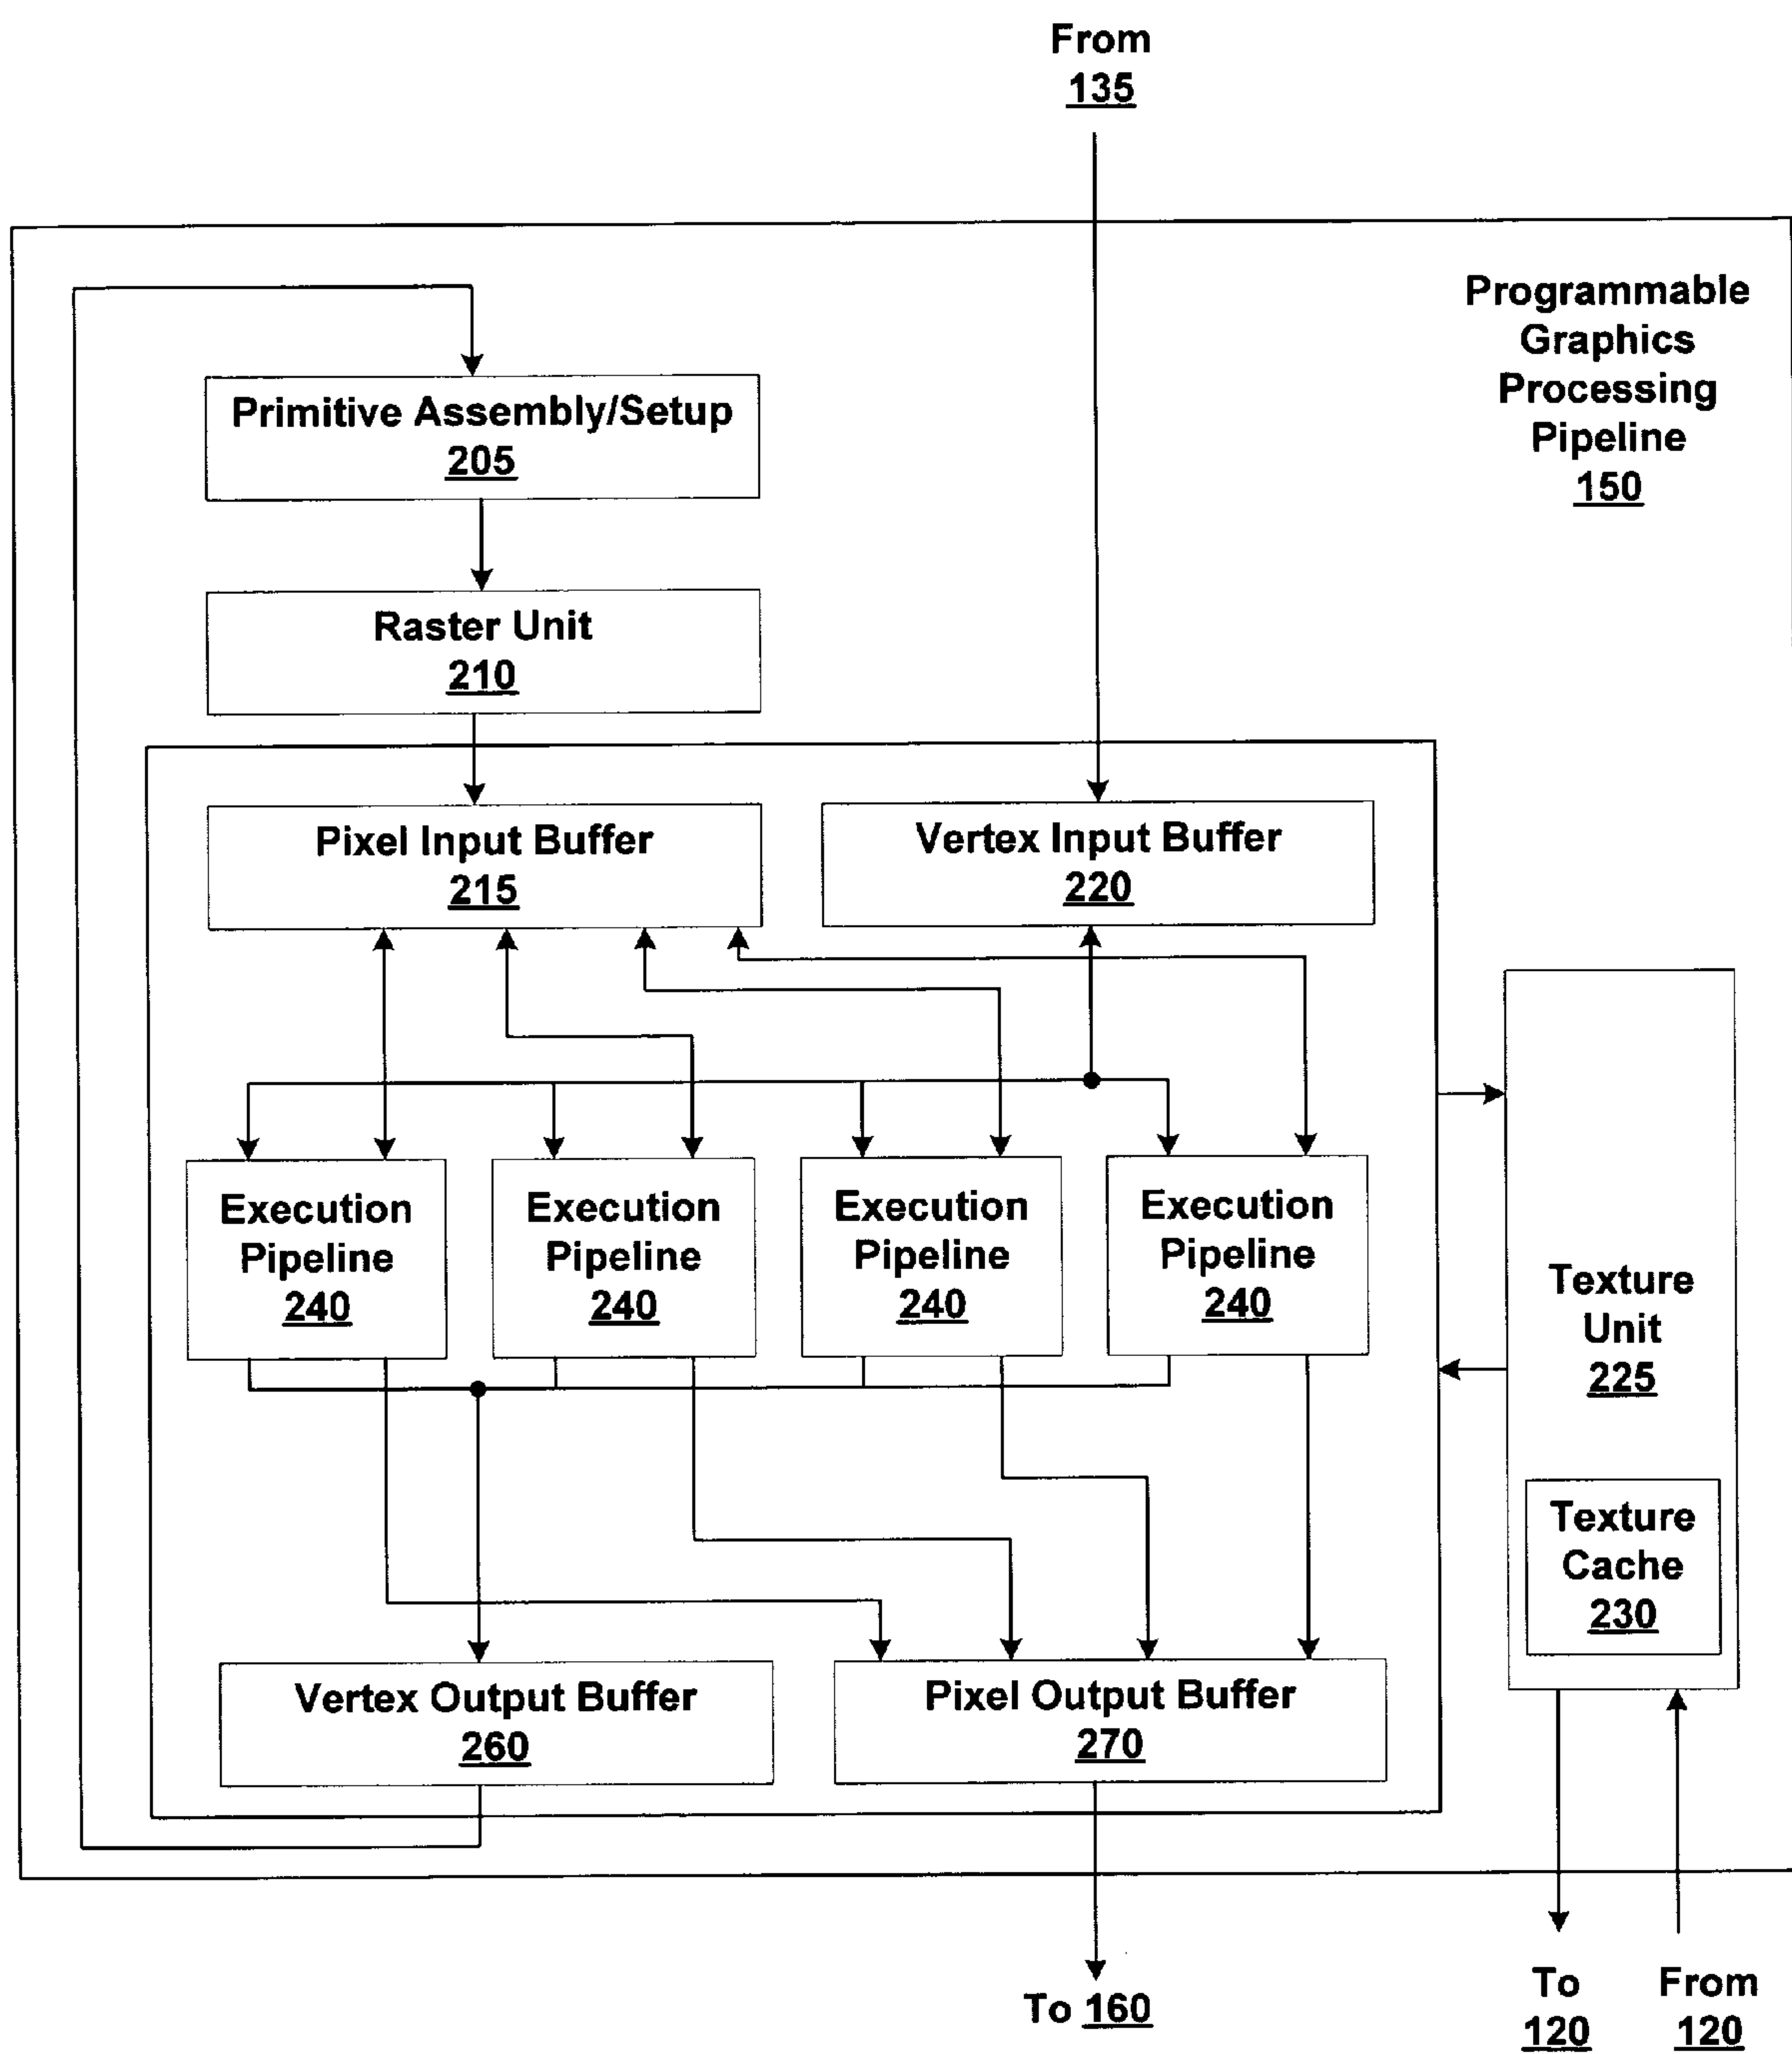 From
135
Programmable
Graphics
Processing
Pipeline
150
Primitive Assembly/Setup
205
Raster Unit
210
Pixel Input Buffer
215
Vertex Input Buffer
220
Execution
Pipeline
240
Execution
Pipeline
240
Execution
Pipeline
240
Execution
Pipeline
240
Texture
Unit
225
Texture
Cache
230
Vertex Output Buffer
260
Pixel Output Buffer
270
To 160
To
120
From
120